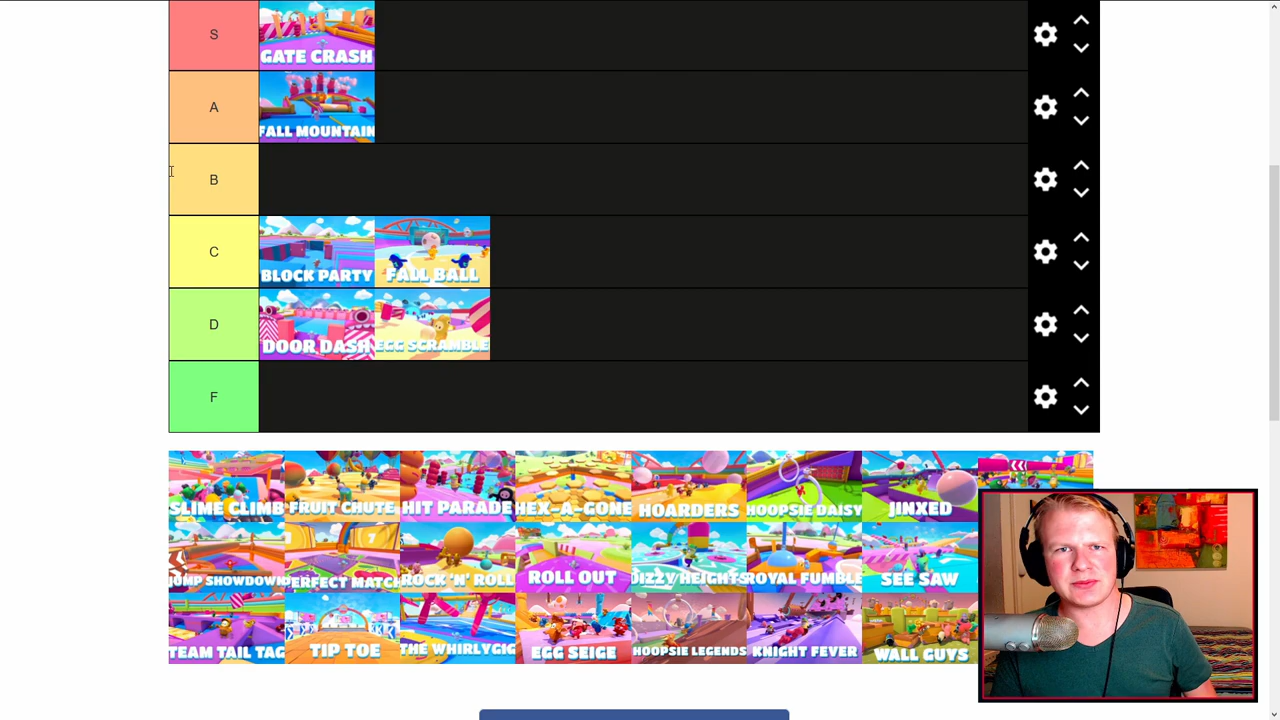 S
GATE CRASH
A
FALL MOUNTAIN
B
C
BLOCK PARTY
FALL BALL
D
DOOR DASH
EGG SCRAMBLE
F
SLIME CLIMB
FRUIT CHUTE
HIT PARADE
HEX-A-GONE
HOARDERS
HOOPSIE DAISY
JINXED
JUMP SHOWDOWN
PERFECT MATCH
ROCK 'N' ROLL
ROLL OUT
DIZZY HEIGHTS
ROYAL FUMBLE
SEE SAW
TEAM TAIL TAG
TIP TOE
THE WHIRLYGIG
EGG SEIGE
HOOPSIE LEGENDS
KNIGHT FEVER
WALL GUYS